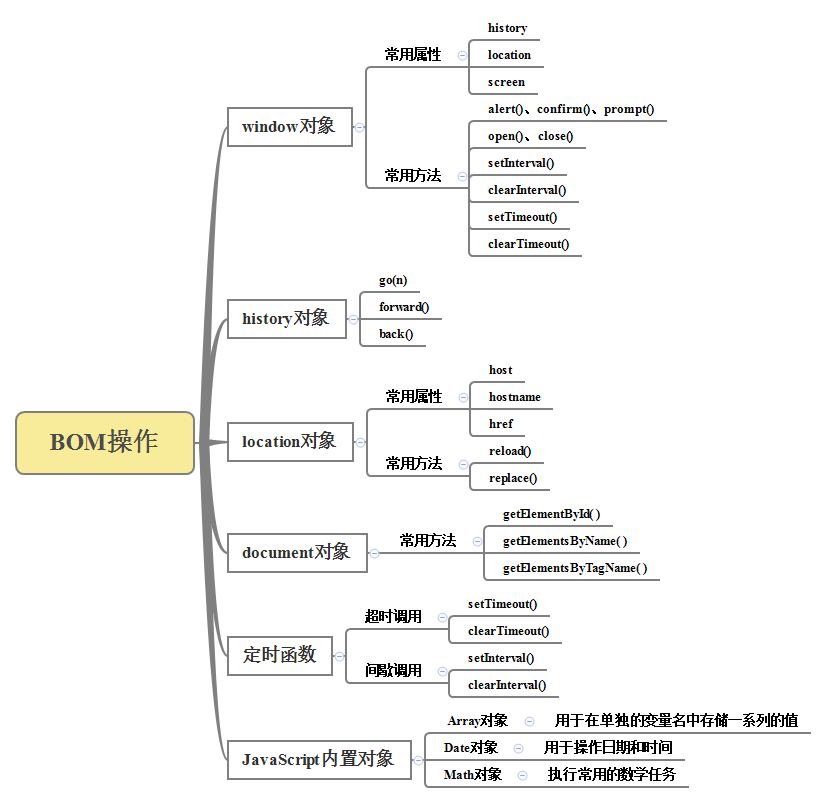 BOM操作
window对象
常用属性
history
location
screen
常用方法
alert()、confirm()、prompt()
open()、close()
setInterval()
clearInterval()
setTimeout()
clearTimeout()
history对象
go(n)
forward()
back()
location对象
常用属性
host
hostname
href
常用方法
reload()
replace()
document对象
常用方法
getElementById( )
getElementsByName( )
getElementsByTagName( )
定时函数
超时调用
setTimeout()
clearTimeout()
间歇调用
setInterval()
clearInterval()
JavaScript内置对象
Array对象 用于在单独的变量名中存储一系列的值
Date对象 用于操作日期和时间
Math对象 执行常用的数学任务